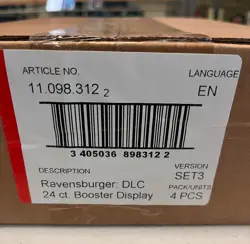 ARTICLE NO. LANGUAGE
11.098.312 2 EN
3 405036 898312 2
DESCRIPTION VERSION
SET3
Ravensburger: DLC PACK/UNITS
24 ct. Booster Display 4 PCS